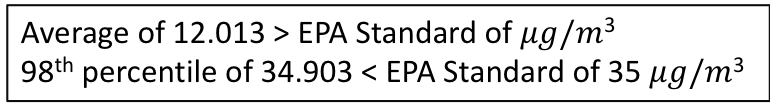 Average of 12.013 > EPA Standard of μg/m³
98ᵗʰ percentile of 34.903 < EPA Standard of 35 μg/m³